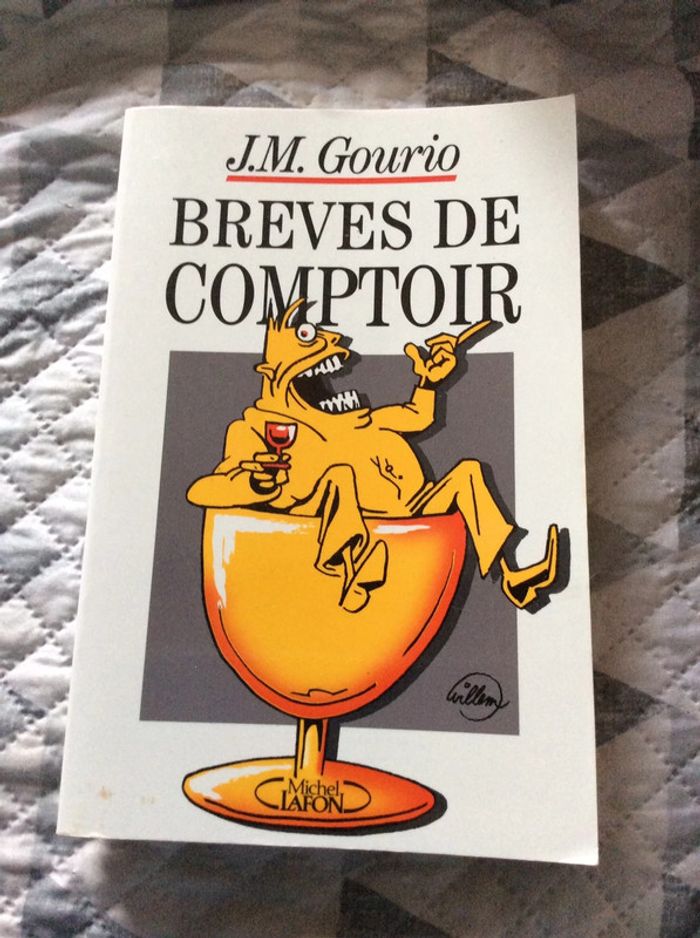 J.M. Gourio
BREVES DE
COMPTOIR
Willem
Michel
LAFON